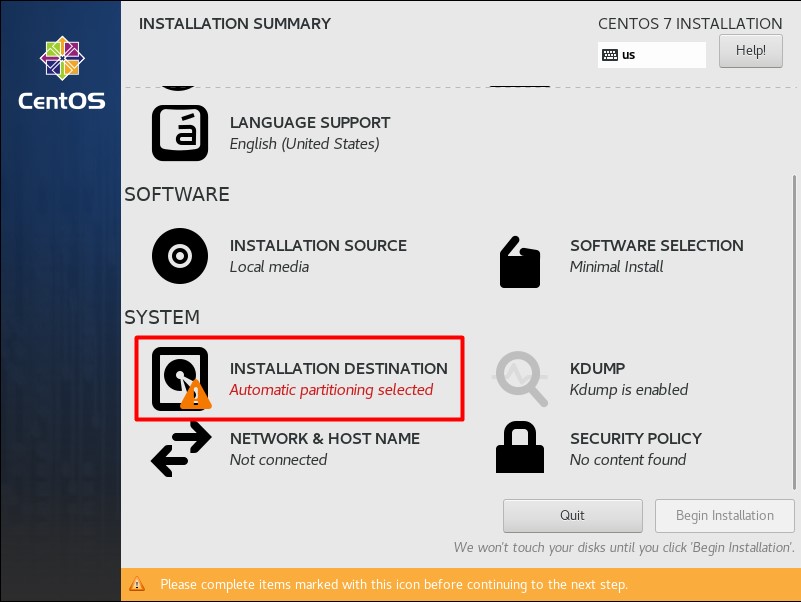 INSTALLATION SUMMARY
CENTOS 7 INSTALLATION
us
Help!
CentOS
LANGUAGE SUPPORT
English (United States)
SOFTWARE
INSTALLATION SOURCE
Local media
SOFTWARE SELECTION
Minimal Install
SYSTEM
INSTALLATION DESTINATION
Automatic partitioning selected
KDUMP
Kdump is enabled
NETWORK & HOST NAME
Not connected
SECURITY POLICY
No content found
Quit
Begin Installation
We won't touch your disks until you click 'Begin Installation'.
Please complete items marked with this icon before continuing to the next step.